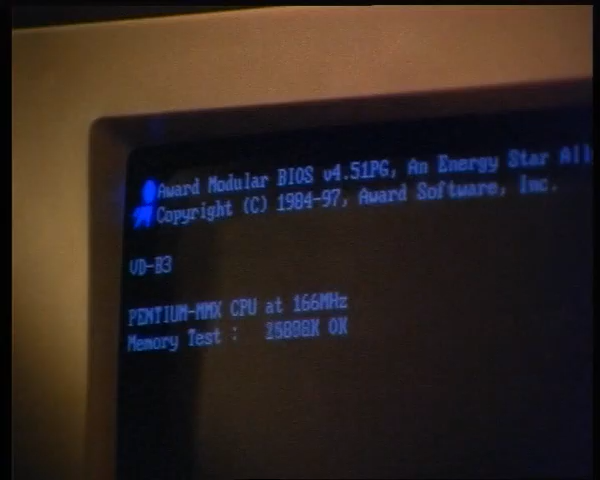 Award Modular BIOS v4.51PG, An Energy Star All
Copyright (C) 1984-97, Award Software, Inc.
VD-B3
PENTIUM-MMX CPU at 166MHz
Memory Test : OK